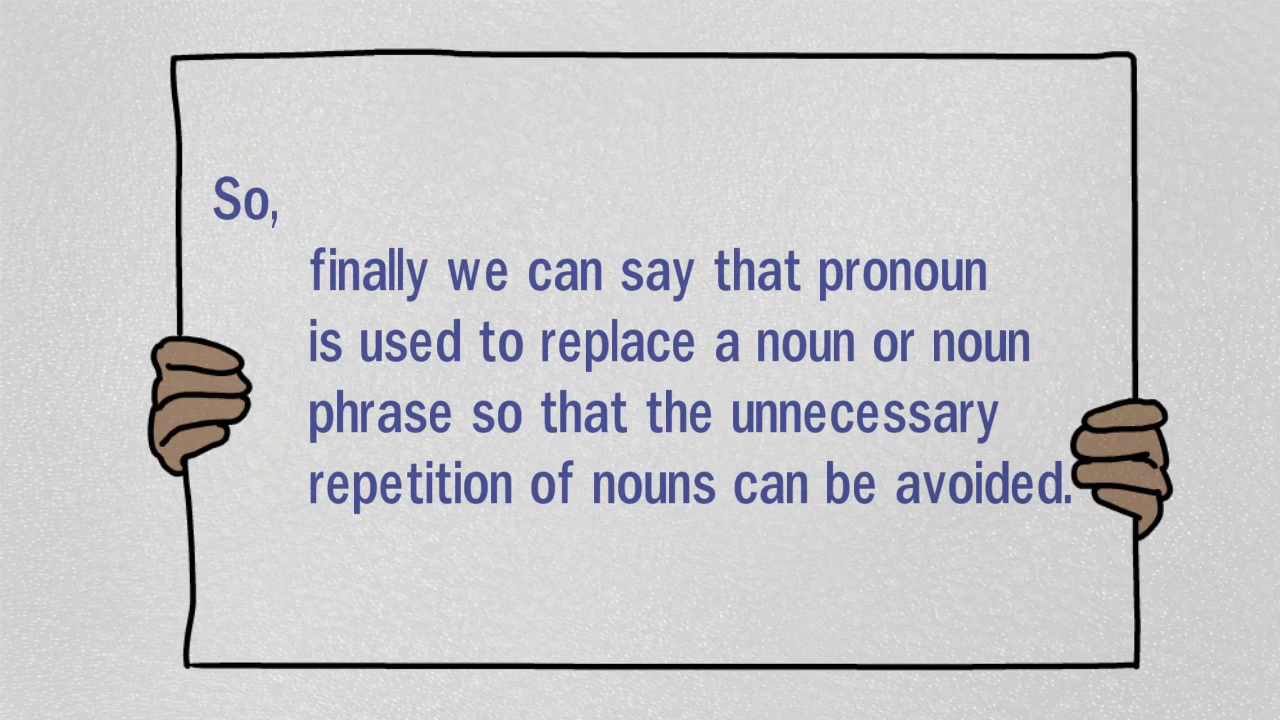 So,
finally we can say that pronoun
is used to replace a noun or noun
phrase so that the unnecessary
repetition of nouns can be avoided.